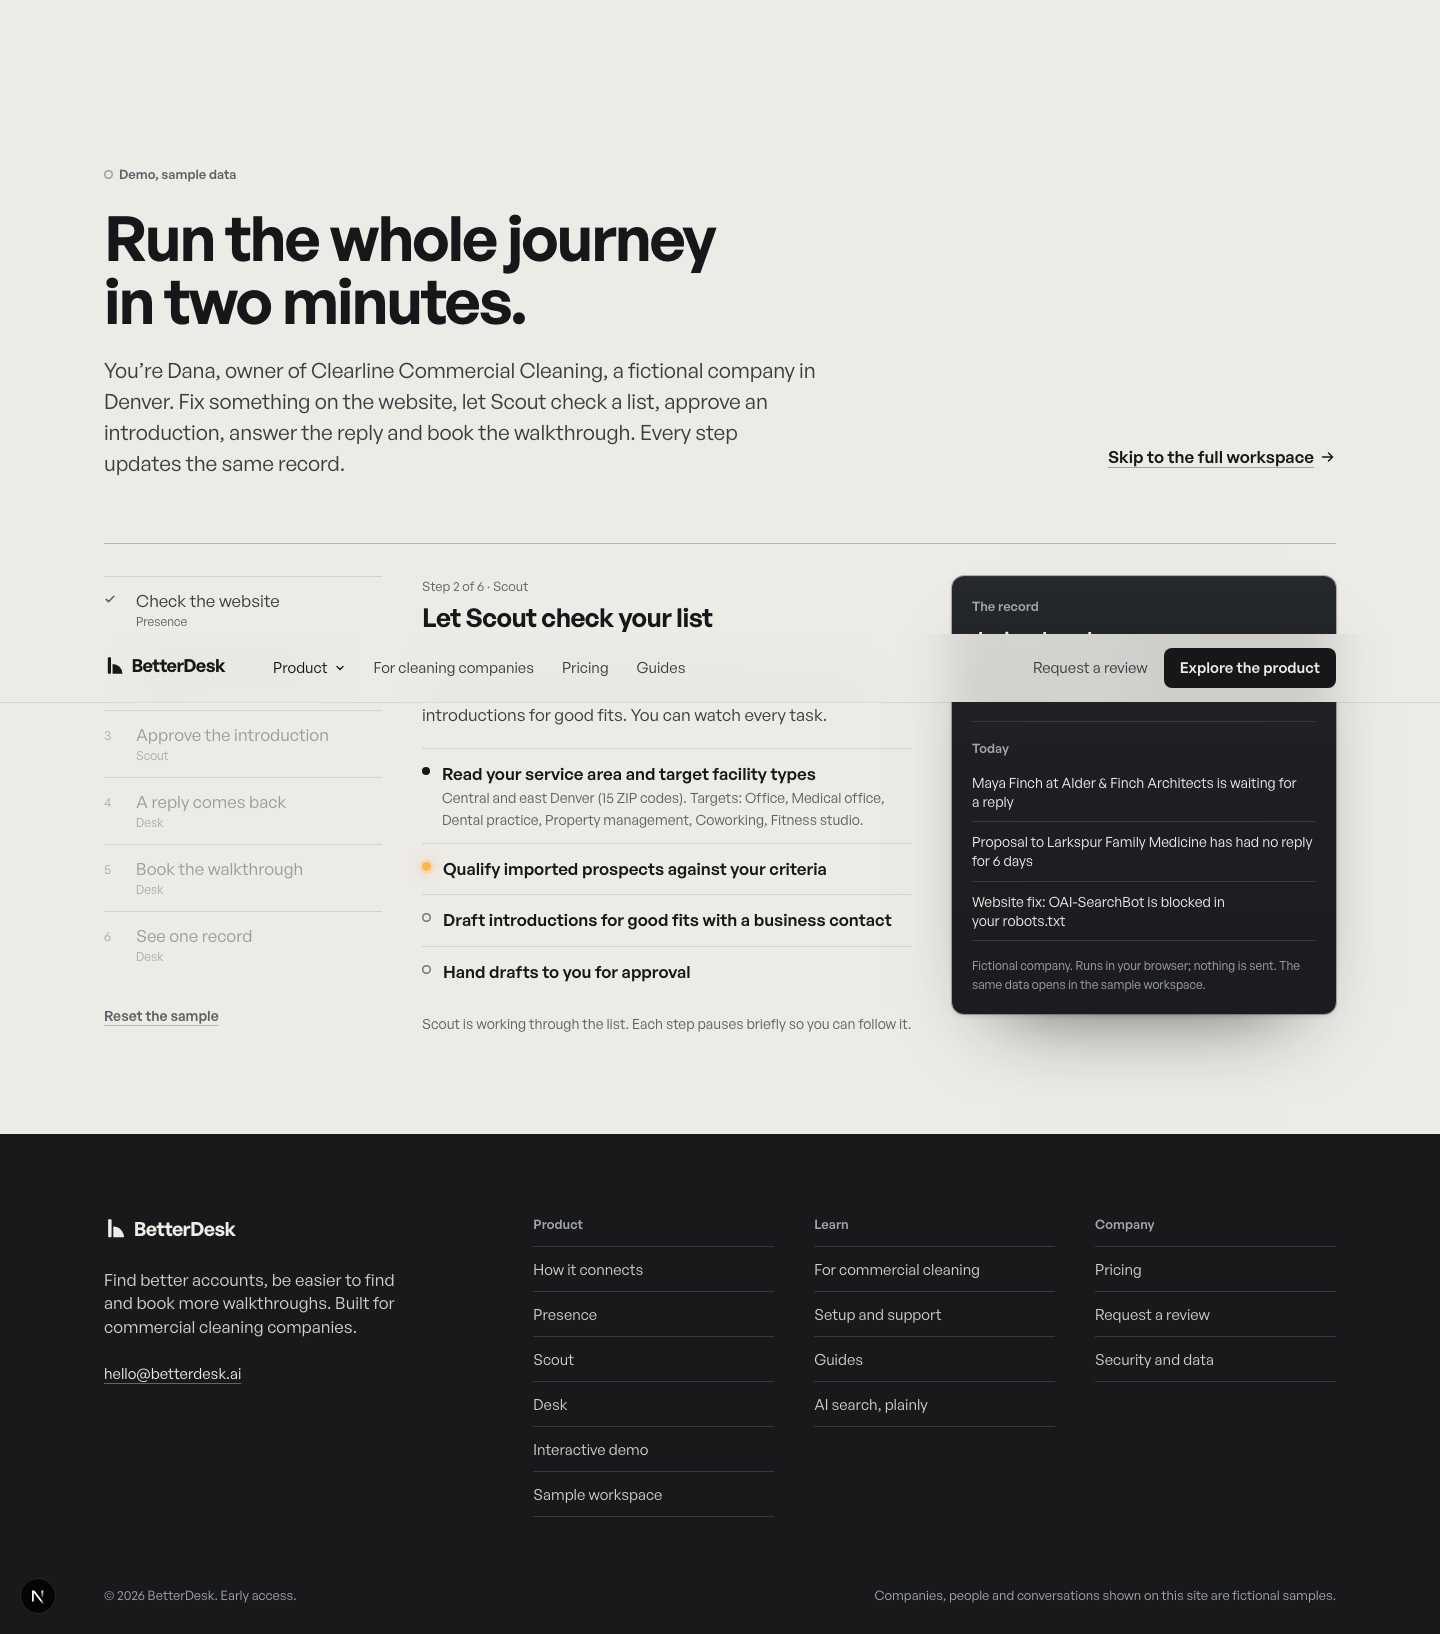 Demo, sample data
Run the whole journey
in two minutes.
You’re Dana, owner of Clearline Commercial Cleaning, a fictional company in
Denver. Fix something on the website, let Scout check a list, approve an
introduction, answer the reply and book the walkthrough. Every step
updates the same record.
Skip to the full workspace →
Check the website
Presence
Step 2 of 6 · Scout
Let Scout check your list
The record
BetterDesk
Product
For cleaning companies
Pricing
Guides
Request a review
Explore the product
3 Approve the introduction
Scout
4 A reply comes back
Desk
5 Book the walkthrough
Desk
6 See one record
Desk
Reset the sample
introductions for good fits. You can watch every task.
Read your service area and target facility types
Central and east Denver (15 ZIP codes). Targets: Office, Medical office,
Dental practice, Property management, Coworking, Fitness studio.
Qualify imported prospects against your criteria
Draft introductions for good fits with a business contact
Hand drafts to you for approval
Scout is working through the list. Each step pauses briefly so you can follow it.
Today
Maya Finch at Alder & Finch Architects is waiting for
a reply
Proposal to Larkspur Family Medicine has had no reply
for 6 days
Website fix: OAI-SearchBot is blocked in
your robots.txt
Fictional company. Runs in your browser; nothing is sent. The
same data opens in the sample workspace.
BetterDesk
Find better accounts, be easier to find
and book more walkthroughs. Built for
commercial cleaning companies.
hello@betterdesk.ai
Product
How it connects
Presence
Scout
Desk
Interactive demo
Sample workspace
Learn
For commercial cleaning
Setup and support
Guides
AI search, plainly
Company
Pricing
Request a review
Security and data
N
© 2026 BetterDesk. Early access.
Companies, people and conversations shown on this site are fictional samples.